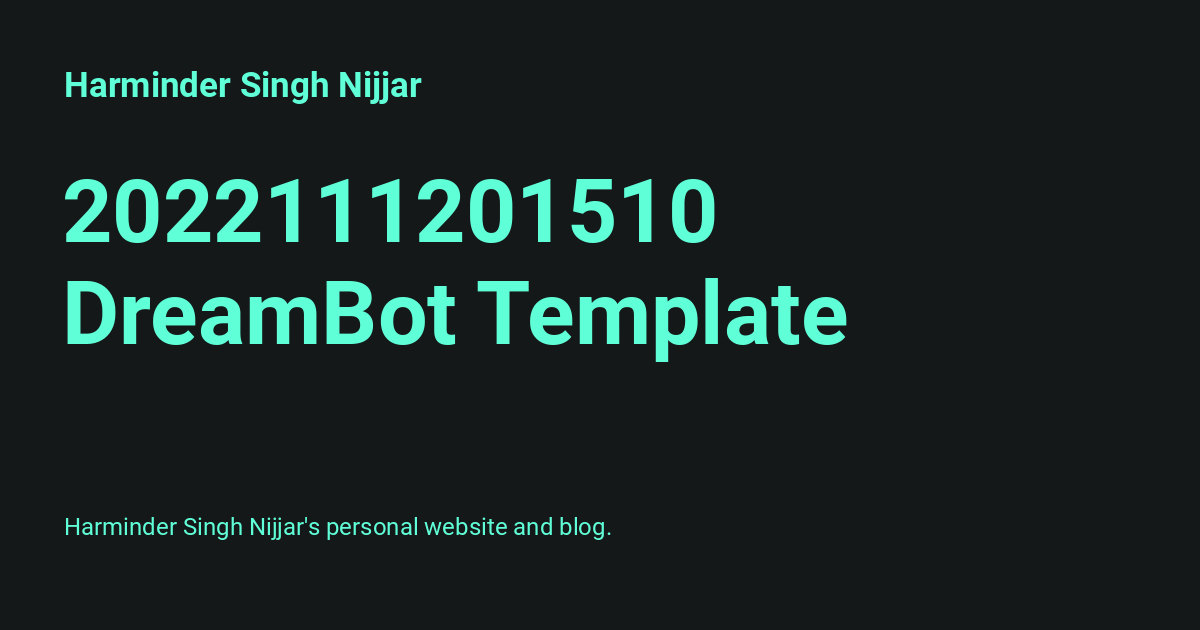 Harminder Singh Nijjar
2022111201510
DreamBot Template
Harminder Singh Nijjar's personal website and blog.